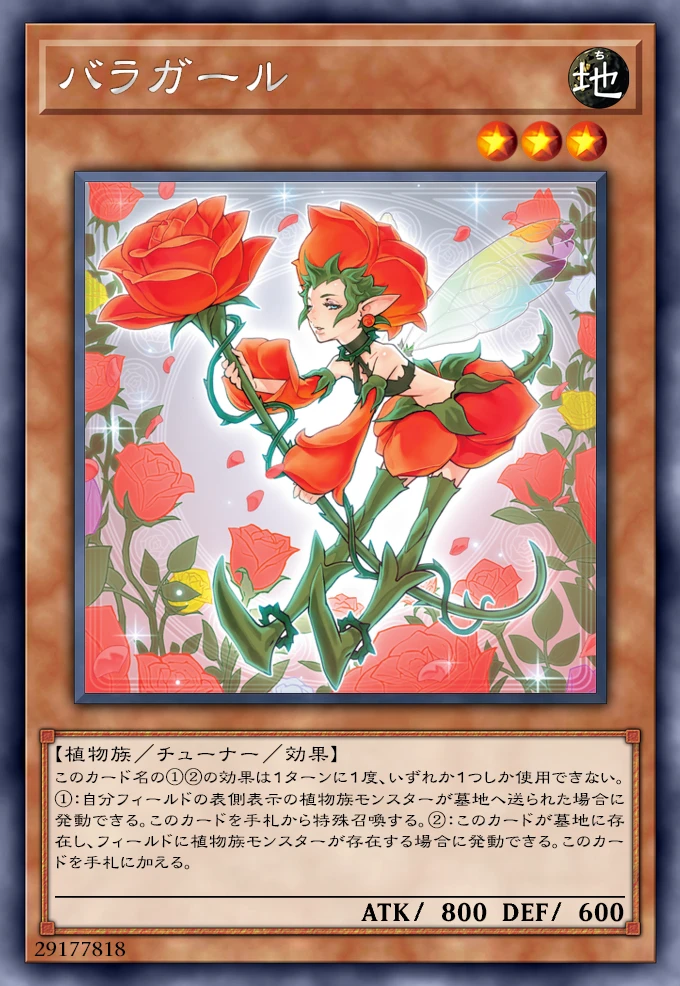 バラガール
ち
地
【植物族／チューナー／効果】
このカード名の①②の効果は1ターンに1度、いずれか1つしか使用できない。
①：自分フィールドの表側表示の植物族モンスターが墓地へ送られた場合に
発動できる。このカードを手札から特殊召喚する。②：このカードが墓地に存
在し、フィールドに植物族モンスターが存在する場合に発動できる。このカー
ドを手札に加える。
ATK/ 800 DEF/ 600
29177818